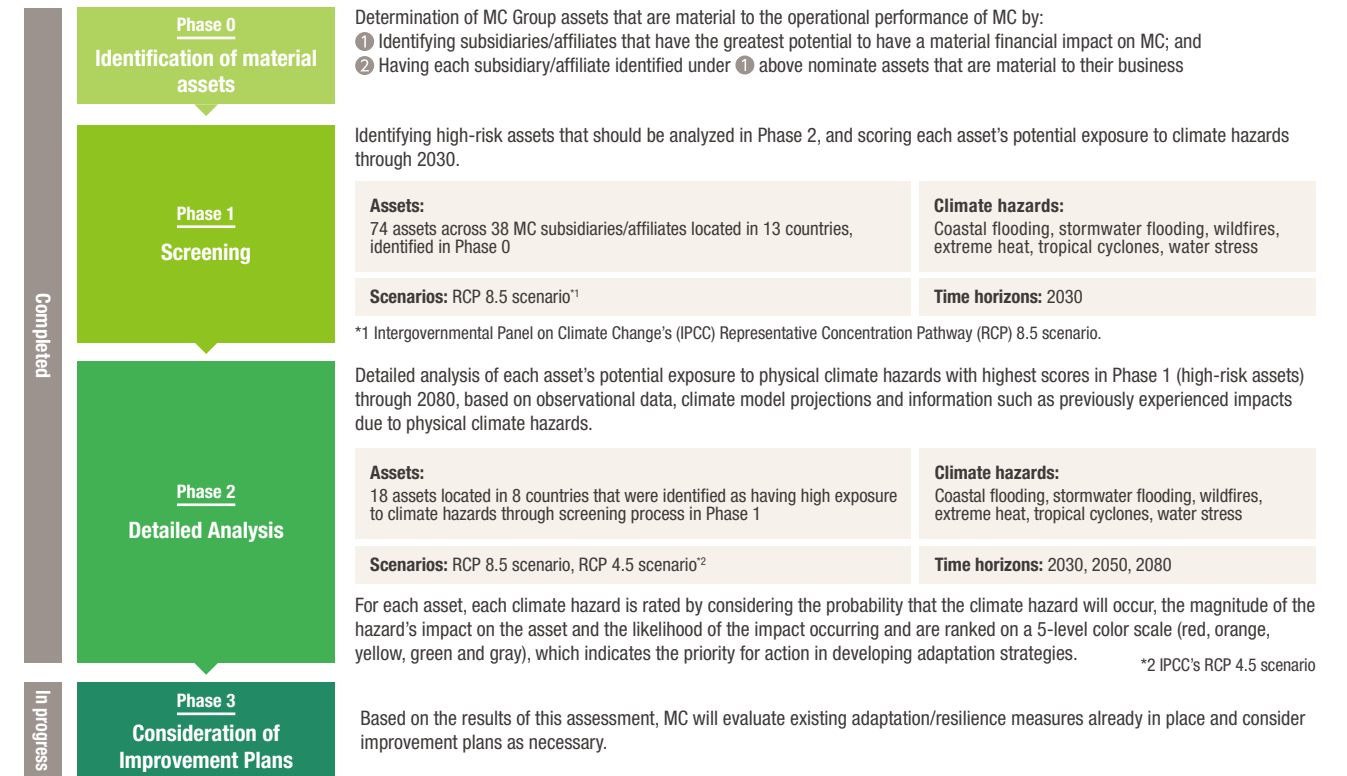 Completed
Phase 0
Identification of material
assets
Determination of MC Group assets that are material to the operational performance of MC by:
❶ Identifying subsidiaries/affiliates that have the greatest potential to have a material financial impact on MC; and
❷ Having each subsidiary/affiliate identified under ❶ above nominate assets that are material to their business
Phase 1
Screening
Identifying high-risk assets that should be analyzed in Phase 2, and scoring each asset’s potential exposure to climate hazards
through 2030.
Assets:
74 assets across 38 MC subsidiaries/affiliates located in 13 countries,
identified in Phase 0
Climate hazards:
Coastal flooding, stormwater flooding, wildfires,
extreme heat, tropical cyclones, water stress
Scenarios: RCP 8.5 scenario*1
Time horizons: 2030
*1 Intergovernmental Panel on Climate Change’s (IPCC) Representative Concentration Pathway (RCP) 8.5 scenario.
Phase 2
Detailed Analysis
Detailed analysis of each asset’s potential exposure to physical climate hazards with highest scores in Phase 1 (high-risk assets)
through 2080, based on observational data, climate model projections and information such as previously experienced impacts
due to physical climate hazards.
Assets:
18 assets located in 8 countries that were identified as having high exposure
to climate hazards through screening process in Phase 1
Climate hazards:
Coastal flooding, stormwater flooding, wildfires,
extreme heat, tropical cyclones, water stress
Scenarios: RCP 8.5 scenario, RCP 4.5 scenario*2
Time horizons: 2030, 2050, 2080
For each asset, each climate hazard is rated by considering the probability that the climate hazard will occur, the magnitude of the
hazard’s impact on the asset and the likelihood of the impact occurring and are ranked on a 5-level color scale (red, orange,
yellow, green and gray), which indicates the priority for action in developing adaptation strategies.
*2 IPCC’s RCP 4.5 scenario
In progress
Phase 3
Consideration of
Improvement Plans
Based on the results of this assessment, MC will evaluate existing adaptation/resilience measures already in place and consider
improvement plans as necessary.